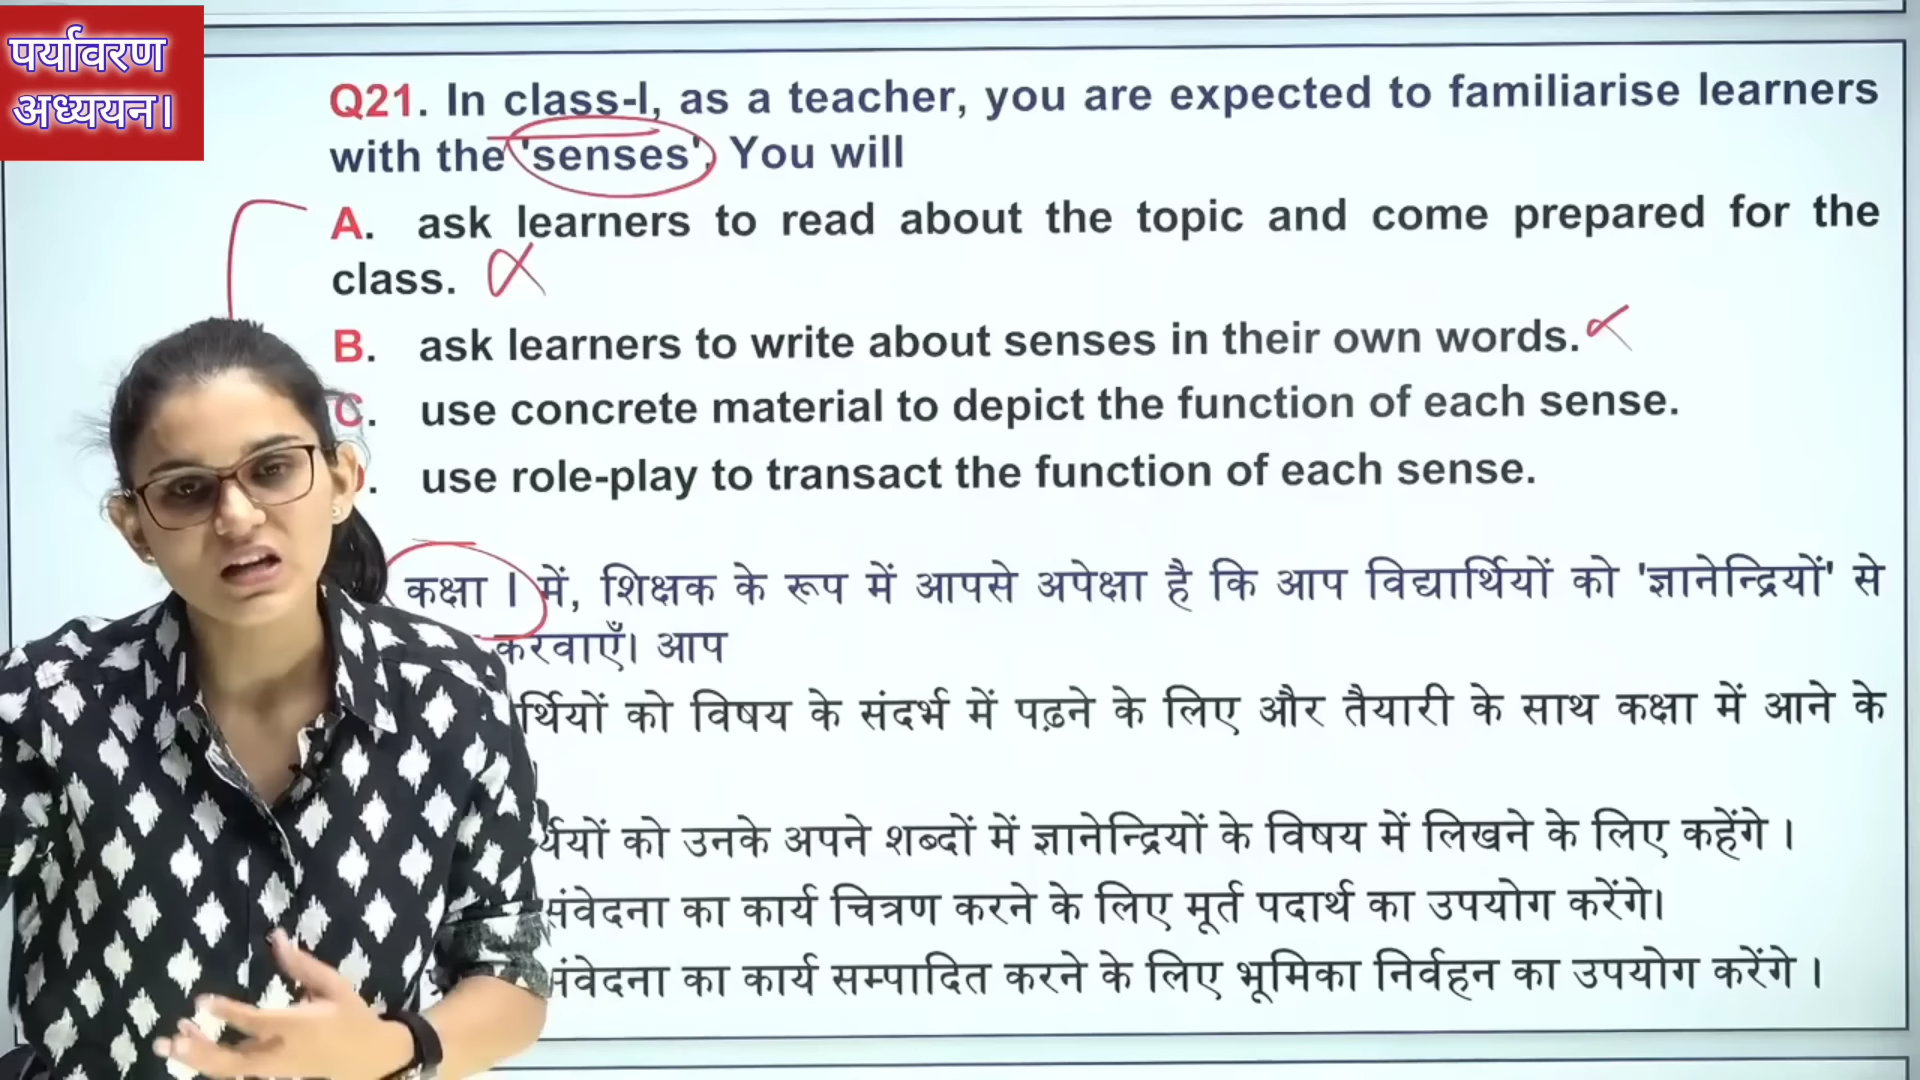 पर्यावरण
अध्ययन।
Q21. In class-I, as a teacher, you are expected to familiarise learners
with the 'senses'. You will
A. ask learners to read about the topic and come prepared for the
class.
B. ask learners to write about senses in their own words.
C. use concrete material to depict the function of each sense.
. use role-play to transact the function of each sense.
कक्षा I में, शिक्षक के रूप में आपसे अपेक्षा है कि आप विद्यार्थियों को 'ज्ञानेन्द्रियों' से
करवाएँ। आप
र्थियों को विषय के संदर्भ में पढ़ने के लिए और तैयारी के साथ कक्षा में आने के
र्थियों को उनके अपने शब्दों में ज्ञानेन्द्रियों के विषय में लिखने के लिए कहेंगे ।
संवेदना का कार्य चित्रण करने के लिए मूर्त पदार्थ का उपयोग करेंगे।
संवेदना का कार्य सम्पादित करने के लिए भूमिका निर्वहन का उपयोग करेंगे ।